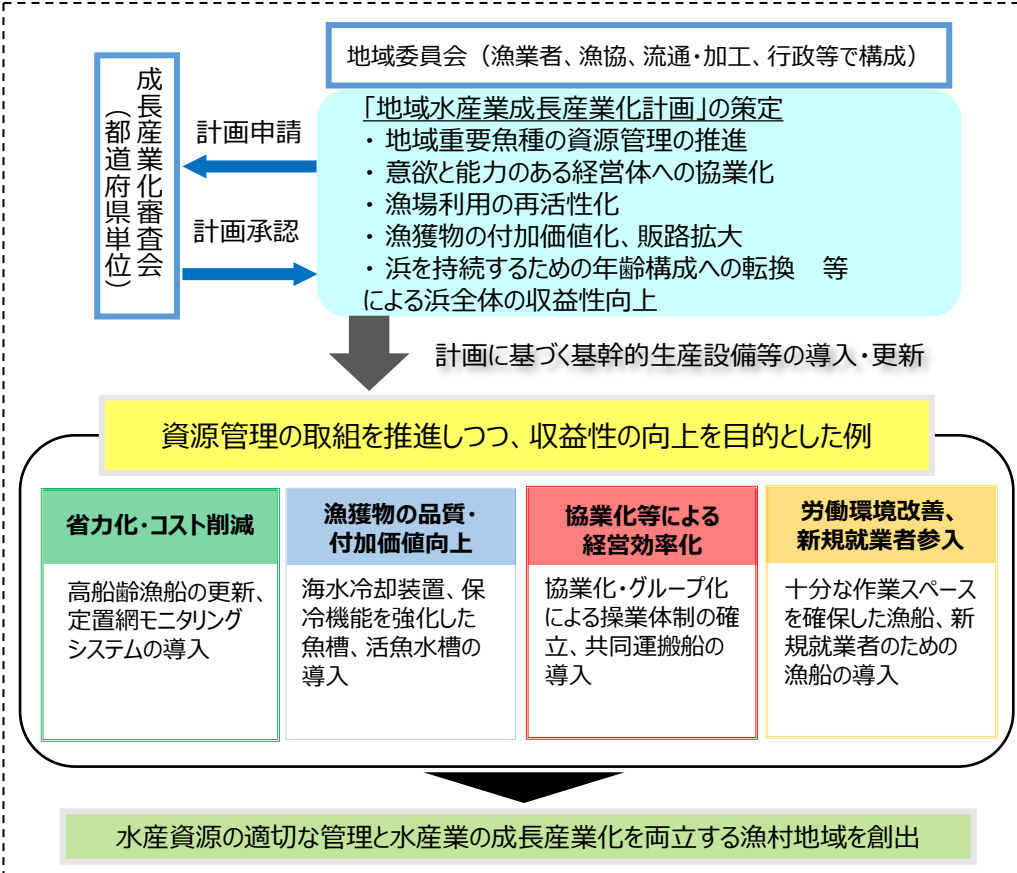 地域委員会（漁業者、漁協、流通・加工、行政等で構成）
成長産業化審査会
（都道府県単位）
計画申請
計画承認
「地域水産業成長産業化計画」の策定
・ 地域重要魚種の資源管理の推進
・ 意欲と能力のある経営体への協業化
・ 漁場利用の再活性化
・ 漁獲物の付加価値化、販路拡大
・ 浜を持続するための年齢構成への転換　等
による浜全体の収益性向上
計画に基づく基幹的生産設備等の導入・更新
資源管理の取組を推進しつつ、収益性の向上を目的とした例
省力化・コスト削減
高船齢漁船の更新、
定置網モニタリング
システムの導入
漁獲物の品質・
付加価値向上
海水冷却装置、保
冷機能を強化した
魚槽、活魚水槽の
導入
協業化等による
経営効率化
協業化・グループ化
による操業体制の確
立、共同運搬船の
導入
労働環境改善、
新規就業者参入
十分な作業スペース
を確保した漁船、新
規就業者のための
漁船の導入
水産資源の適切な管理と水産業の成長産業化を両立する漁村地域を創出